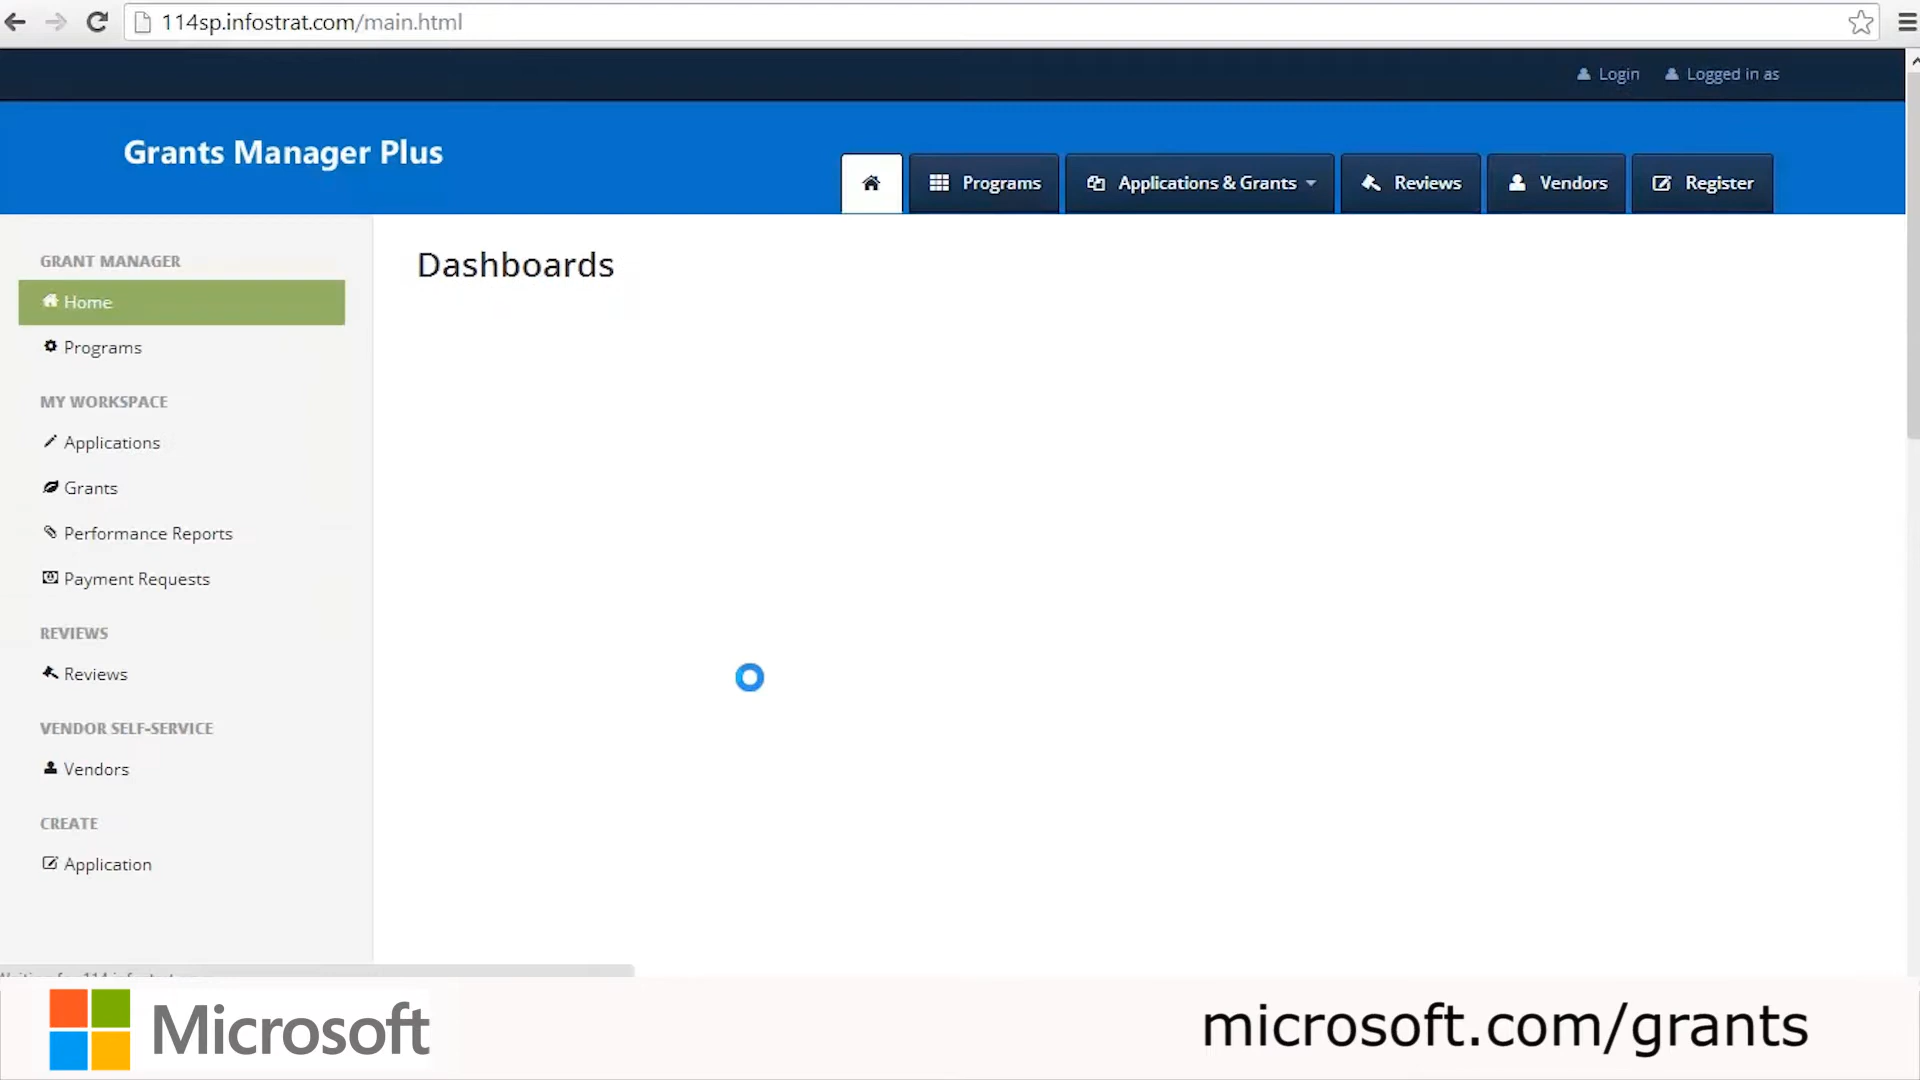 114sp.infostrat.com/main.html
Login
Logged in as
Grants Manager Plus
Programs
Applications & Grants
Reviews
Vendors
Register
GRANT MANAGER
Home
Programs
MY WORKSPACE
Applications
Grants
Performance Reports
Payment Requests
REVIEWS
Reviews
VENDOR SELF-SERVICE
Vendors
CREATE
Application
Dashboards
Microsoft
microsoft.com/grants